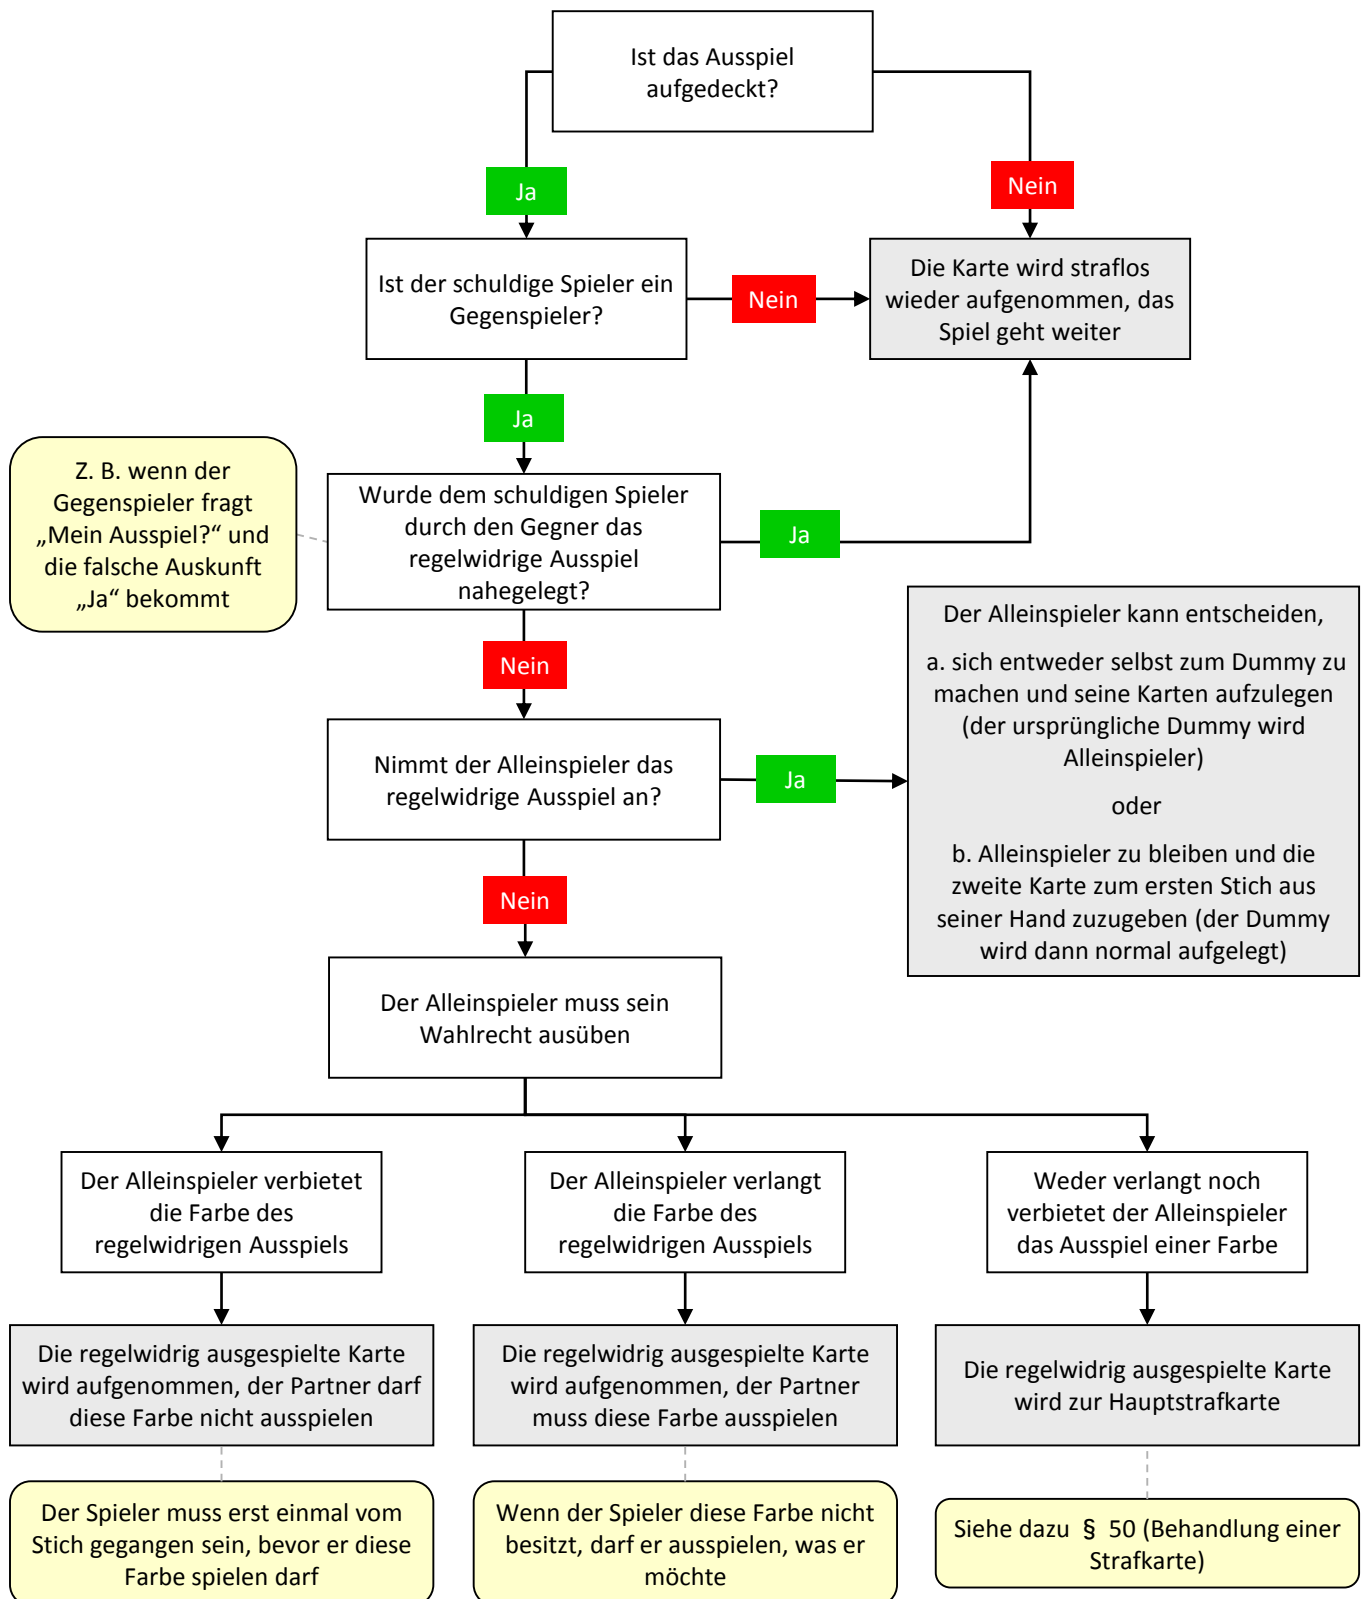 Ist das Ausspiel
aufgedeckt?
Ja
Nein
Ist der schuldige Spieler ein
Gegenspieler?
Nein
Die Karte wird straflos
wieder aufgenommen, das
Spiel geht weiter
Ja
Z. B. wenn der
Gegenspieler fragt
„Mein Ausspiel?“ und
die falsche Auskunft
„Ja“ bekommt
Wurde dem schuldigen Spieler
durch den Gegner das
regelwidrige Ausspiel
nahegelegt?
Ja
Nein
Der Alleinspieler kann entscheiden,
a. sich entweder selbst zum Dummy zu
machen und seine Karten aufzulegen
(der ursprüngliche Dummy wird
Alleinspieler)
oder
b. Alleinspieler zu bleiben und die
zweite Karte zum ersten Stich aus
seiner Hand zuzugeben (der Dummy
wird dann normal aufgelegt)
Nimmt der Alleinspieler das
regelwidrige Ausspiel an?
Ja
Nein
Der Alleinspieler muss sein
Wahlrecht ausüben
Der Alleinspieler verbietet
die Farbe des
regelwidrigen Ausspiels
Der Alleinspieler verlangt
die Farbe des
regelwidrigen Ausspiels
Weder verlangt noch
verbietet der Alleinspieler
das Ausspiel einer Farbe
Die regelwidrig ausgespielte Karte
wird aufgenommen, der Partner darf
diese Farbe nicht ausspielen
Die regelwidrig ausgespielte Karte
wird aufgenommen, der Partner
muss diese Farbe ausspielen
Die regelwidrig ausgespielte Karte
wird zur Hauptstrafkarte
Der Spieler muss erst einmal vom
Stich gegangen sein, bevor er diese
Farbe spielen darf
Wenn der Spieler diese Farbe nicht
besitzt, darf er ausspielen, was er
möchte
Siehe dazu § 50 (Behandlung einer
Strafkarte)